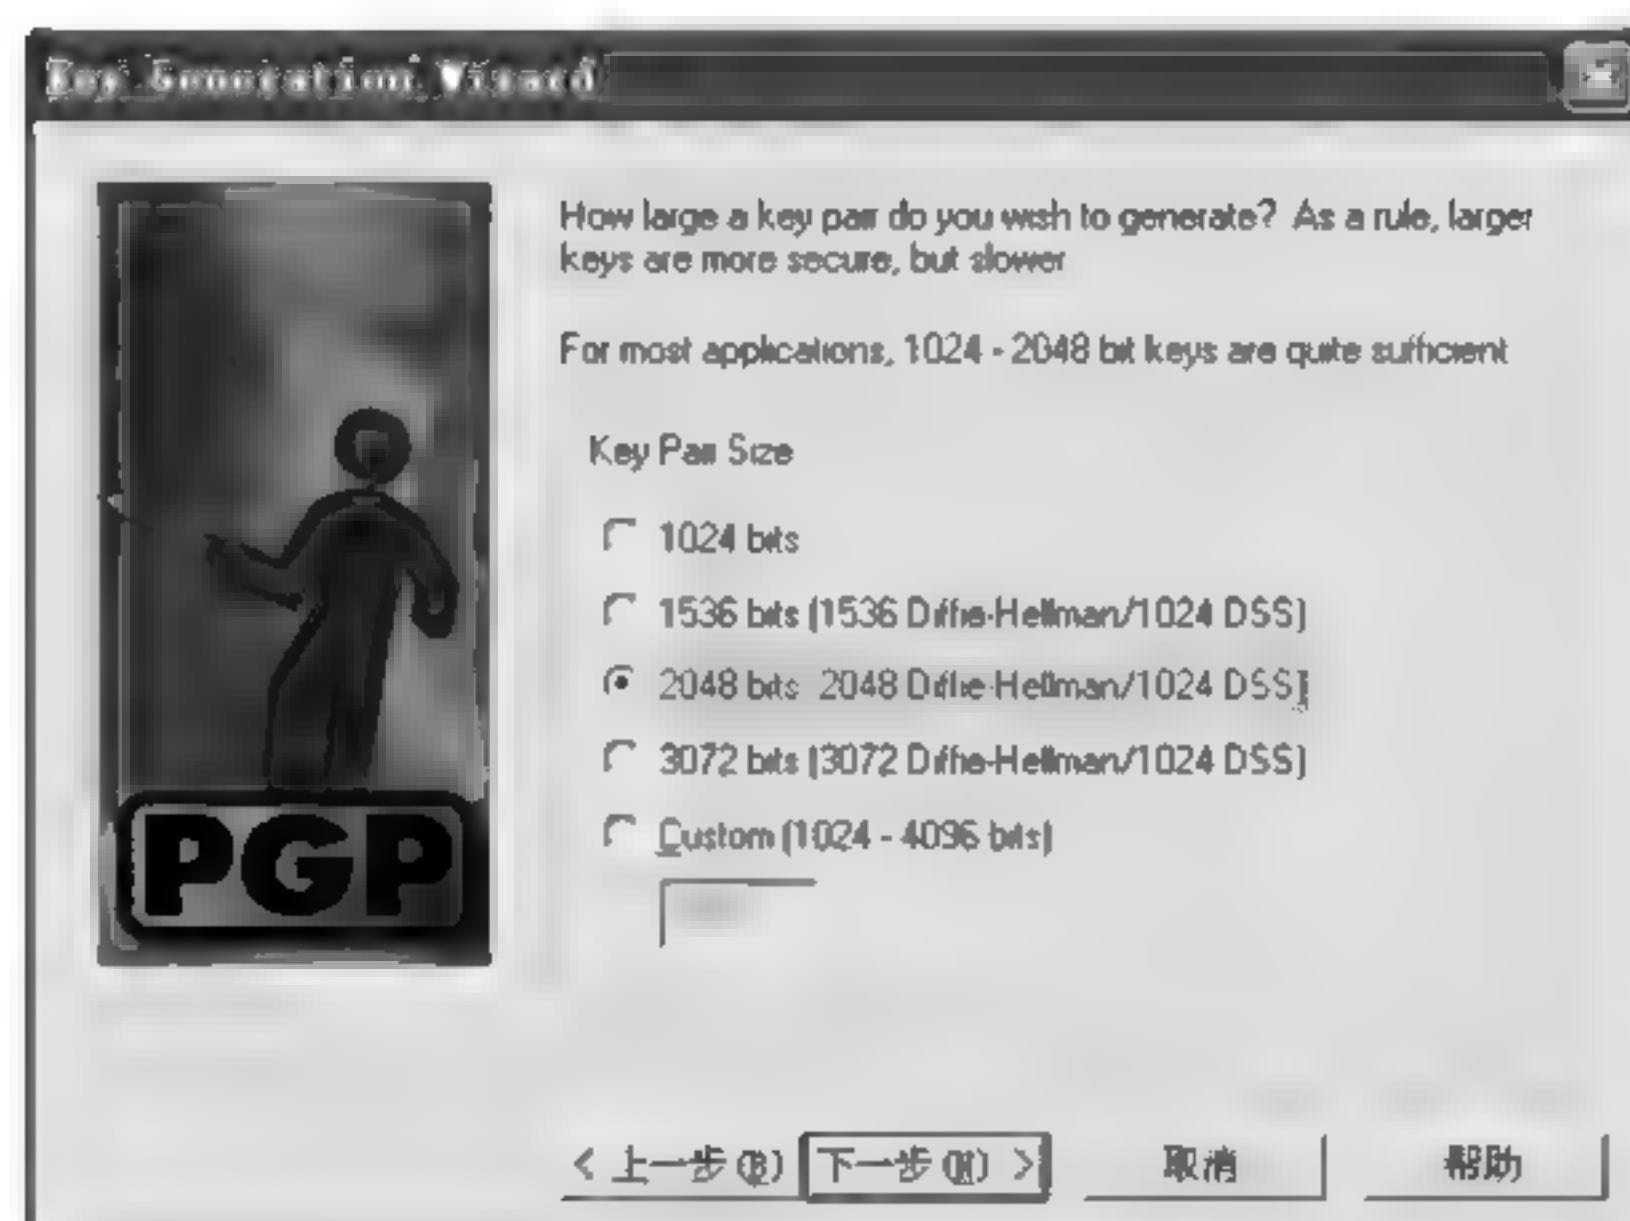 Key Generation Wizard
How large a key pair do you wish to generate? As a rule, larger
keys are more secure, but slower
For most applications, 1024 - 2048 bit keys are quite sufficient
Key Pair Size
1024 bits
1536 bits (1536 Diffie-Hellman/1024 DSS)
2048 bits 2048 Diffie-Hellman/1024 DSS)
3072 bits (3072 Diffie-Hellman/1024 DSS)
Custom (1024 - 4096 bits)
PGP
< 上一步(B) 下一步(N) > 取消 帮助